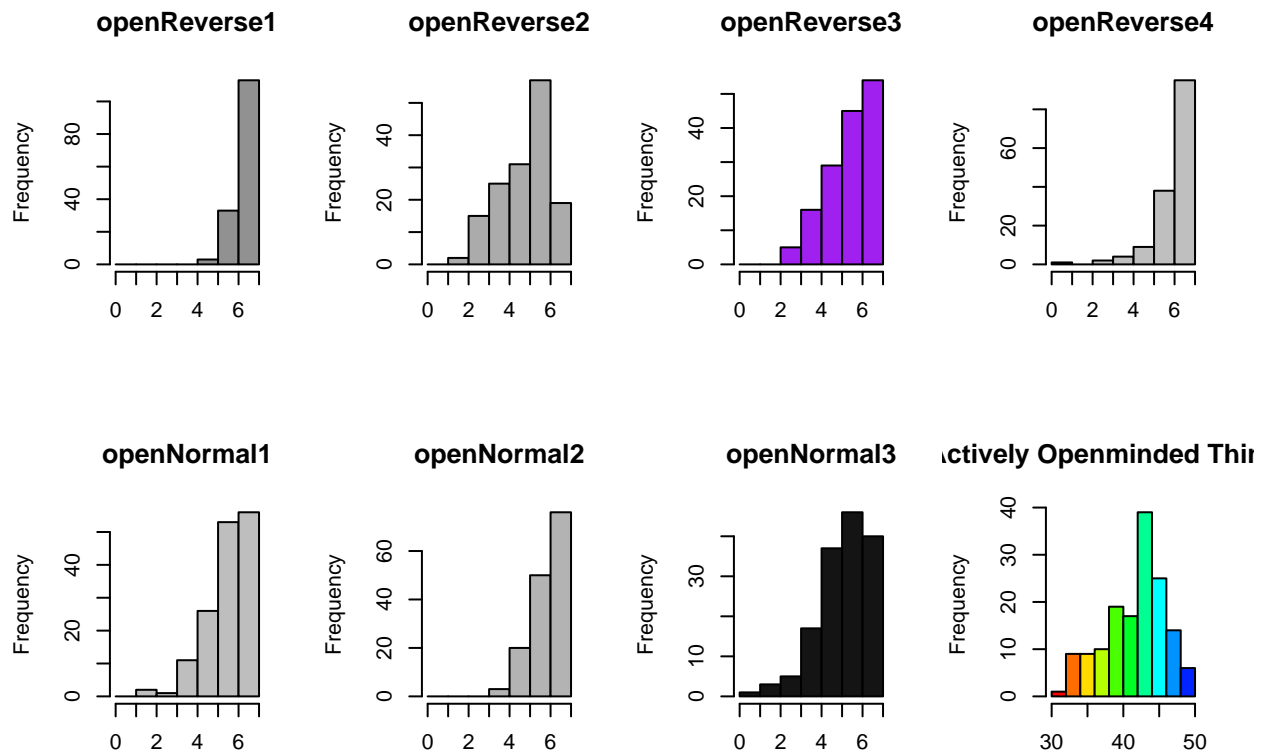 openReverse1
Frequency
0 40 80
0 2 4 6
openReverse2
Frequency
0 20 40
0 2 4 6
openReverse3
Frequency
0 20 40
0 2 4 6
openReverse4
Frequency
0 20 60
0 2 4 6
openNormal1
Frequency
0 20 40
0 2 4 6
openNormal2
Frequency
0 20 40 60
0 2 4 6
openNormal3
Frequency
0 10 30
0 2 4 6
ctively Openminded Thin
Frequency
0 10 20 30 40
30 40 50